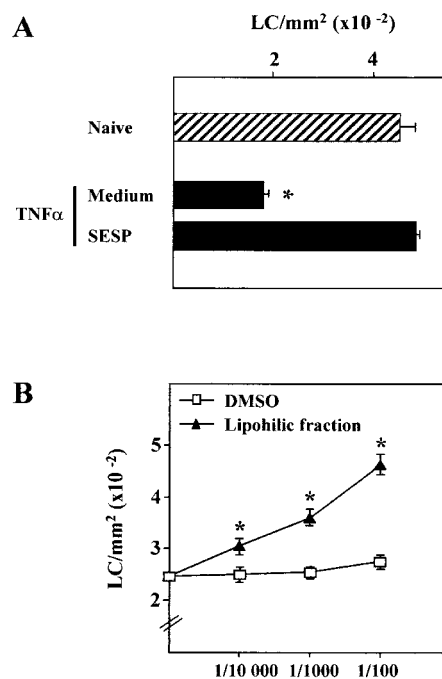 A
LC/mm² (x10 ⁻²)
2 4
Naive
TNFα
Medium *
SESP
B
DMSO
Lipohilic fraction
LC/mm² (x10 ⁻²)
5
4
3
2
* * *
1/10 000 1/1000 1/100